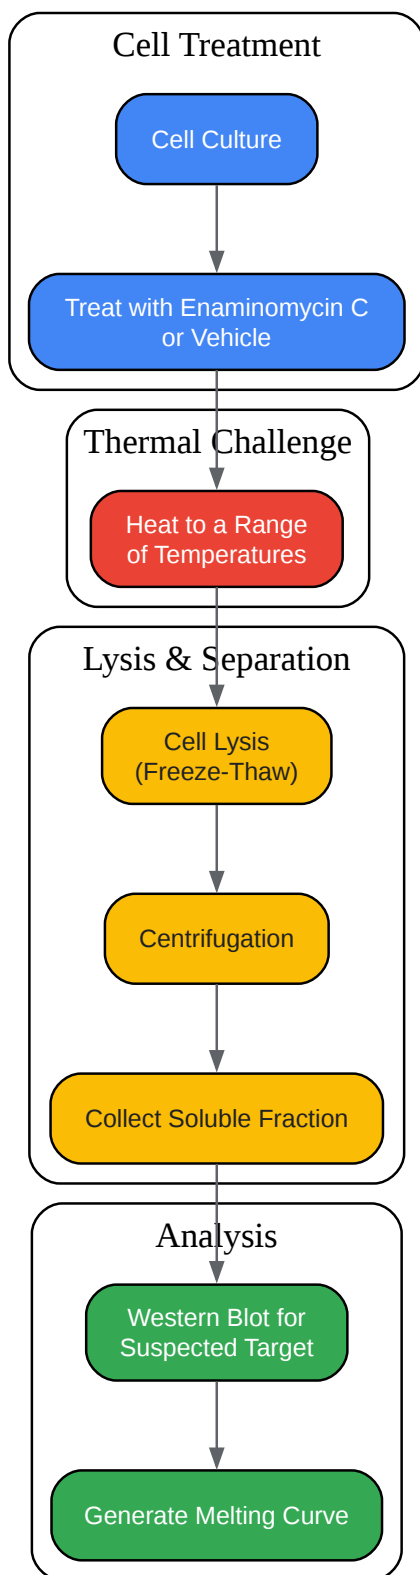 Cell Treatment
Cell Culture
Treat with Enaminomycin C
or Vehicle
Thermal Challenge
Heat to a Range
of Temperatures
Lysis & Separation
Cell Lysis
(Freeze-Thaw)
Centrifugation
Collect Soluble Fraction
Analysis
Western Blot for
Suspected Target
Generate Melting Curve